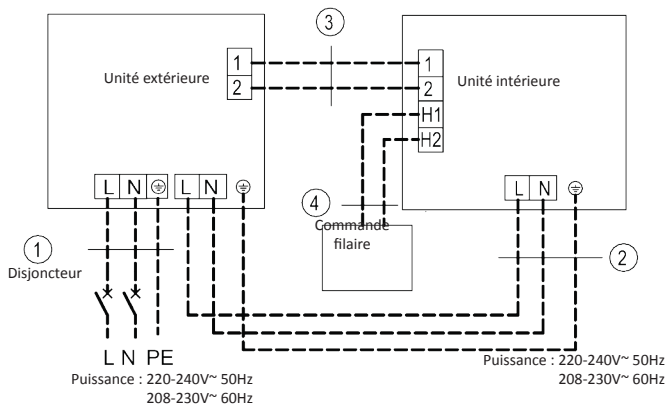 3
Unité extérieure
1
2
1
2
H1
H2
Unité intérieure
L N
L N
L N
4
Commande
filaire
1
Disjoncteur
2
L N PE
Puissance : 220-240V~ 50Hz
208-230V~ 60Hz
Puissance : 220-240V~ 50Hz
208-230V~ 60Hz